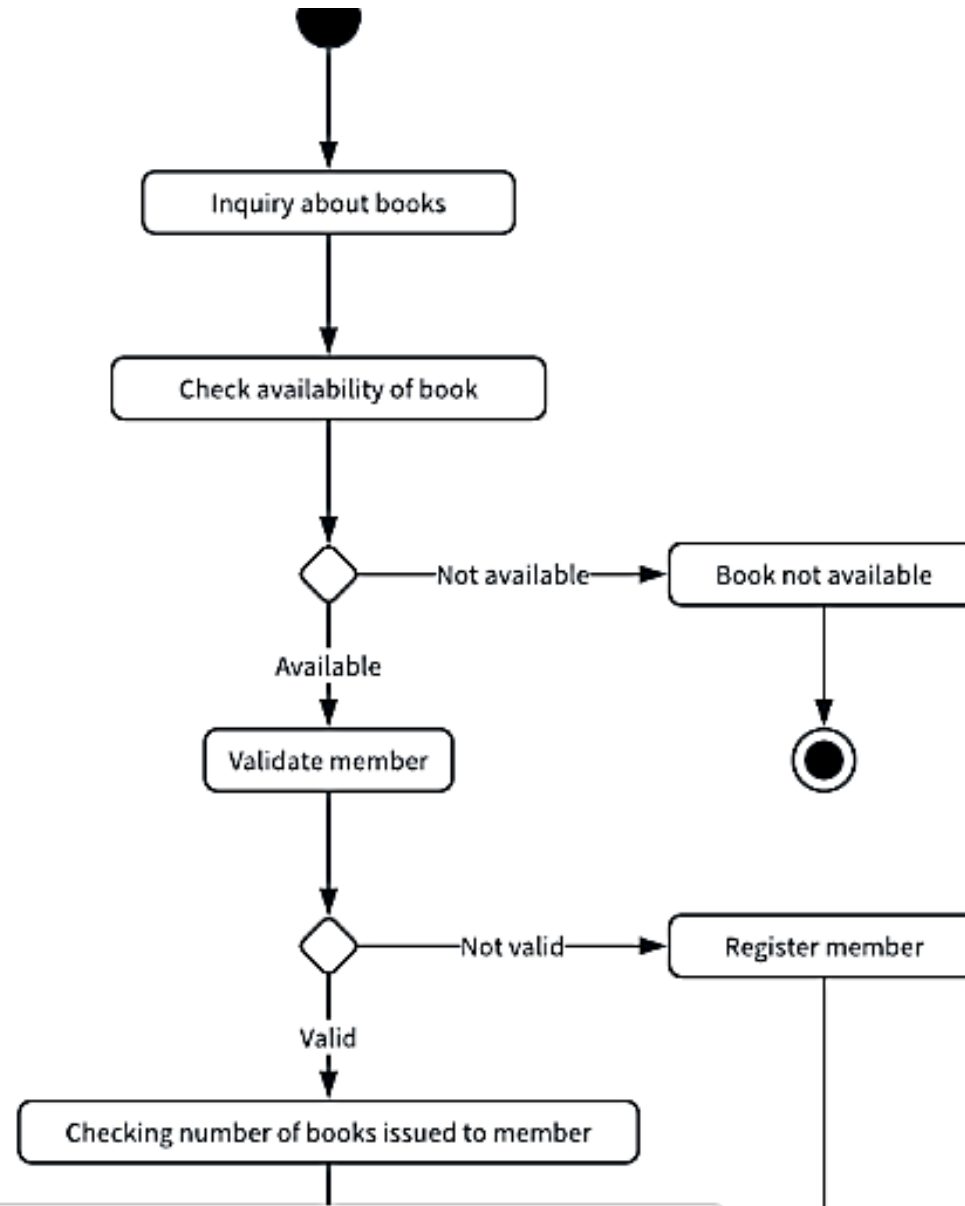 Inquiry about books
Check availability of book
Not available
Book not available
Available
Validate member
Not valid
Register member
Valid
Checking number of books issued to member